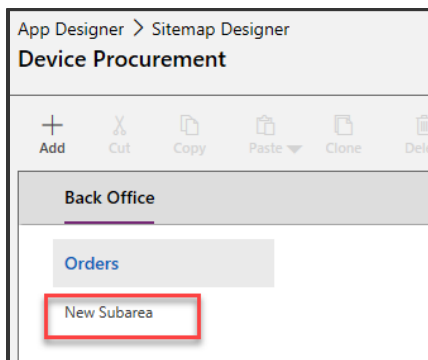 App Designer > Sitemap Designer
Device Procurement
Add Cut Copy Paste Clone
Back Office
Orders
New Subarea